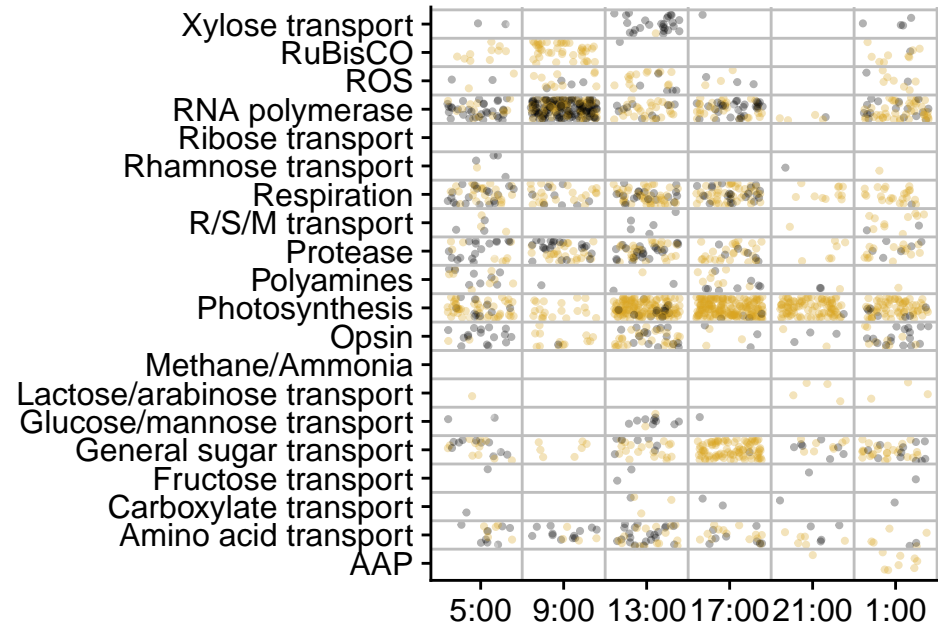 Xylose transport
RuBisCO
ROS
RNA polymerase
Ribose transport
Rhamnose transport
Respiration
R/S/M transport
Protease
Polyamines
Photosynthesis
Opsin
Methane/Ammonia
Lactose/arabinose transport
Glucose/mannose transport
General sugar transport
Fructose transport
Carboxylate transport
Amino acid transport
AAP
5:00 9:00 13:00 17:00 21:00 1:00